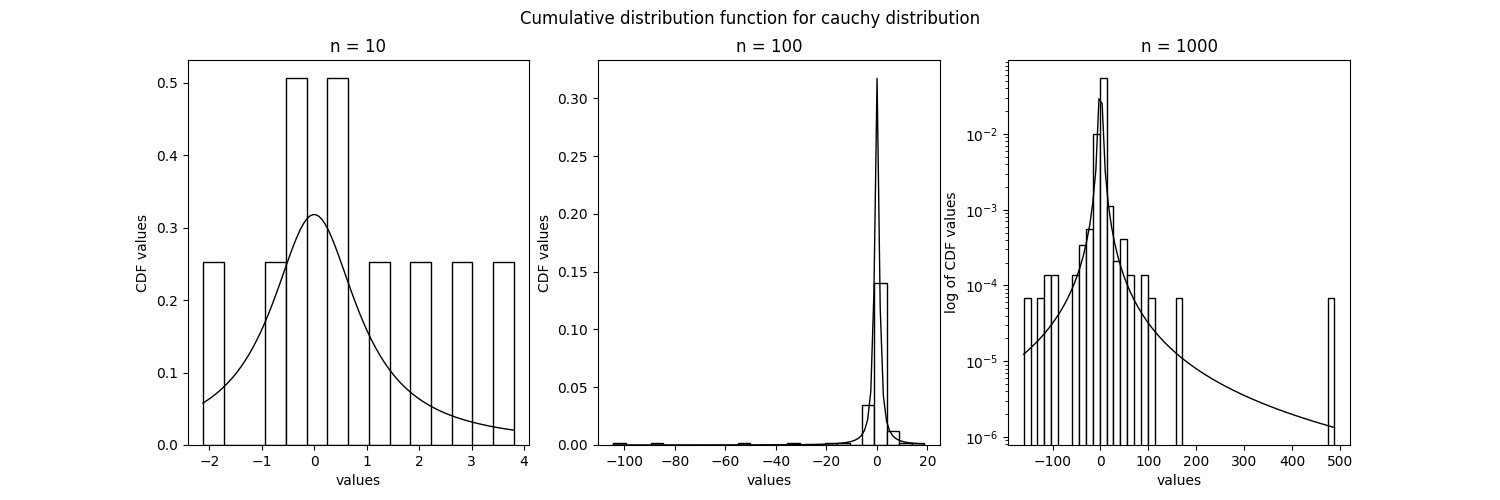 Cumulative distribution function for cauchy distribution
n = 10
CDF values
0.5
0.4
0.3
0.2
0.1
0.0
−2 −1 0 1 2 3 4
values
n = 100
CDF values
0.30
0.25
0.20
0.15
0.10
0.05
0.00
−100 −80 −60 −40 −20 0 20
values
n = 1000
log of CDF values
10⁻²
10⁻³
10⁻⁴
10⁻⁵
10⁻⁶
−100 0 100 200 300 400 500
values